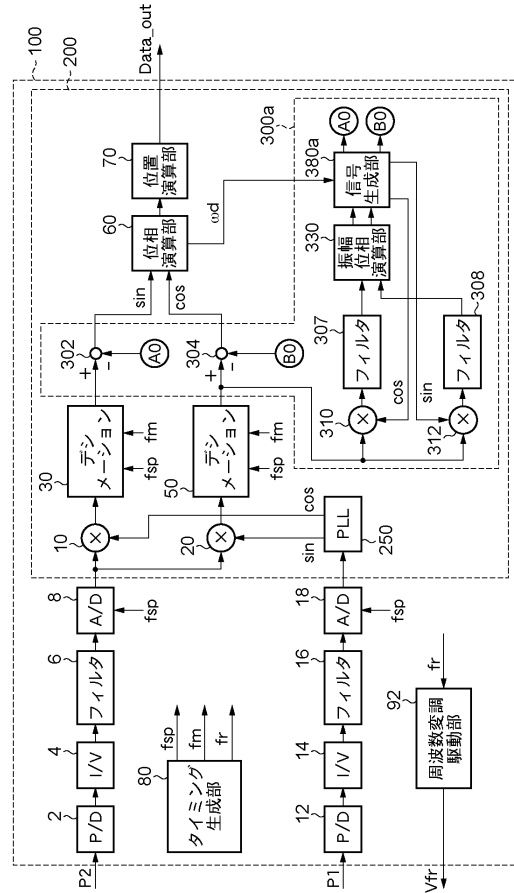 100
200
300a
P2
2
P/D
4
I/V
6
フィルタ
8
A/D
fsp
10
×
20
×
30
デシ
メーション
fsp
fm
50
デシ
メーション
fsp
fm
302
+
−
A0
304
+
−
B0
sin
cos
60
位相
演算部
70
位置
演算部
Data_out
ωd
80
タイミング
生成部
fsp
fm
fr
P1
12
P/D
14
I/V
16
フィルタ
18
A/D
fsp
PLL
250
sin
cos
310
×
312
×
307
フィルタ
308
フィルタ
cos
sin
330
振幅
位相
演算部
380a
信号
生成部
A0
B0
92
周波数変調
駆動部
fr
Vfr